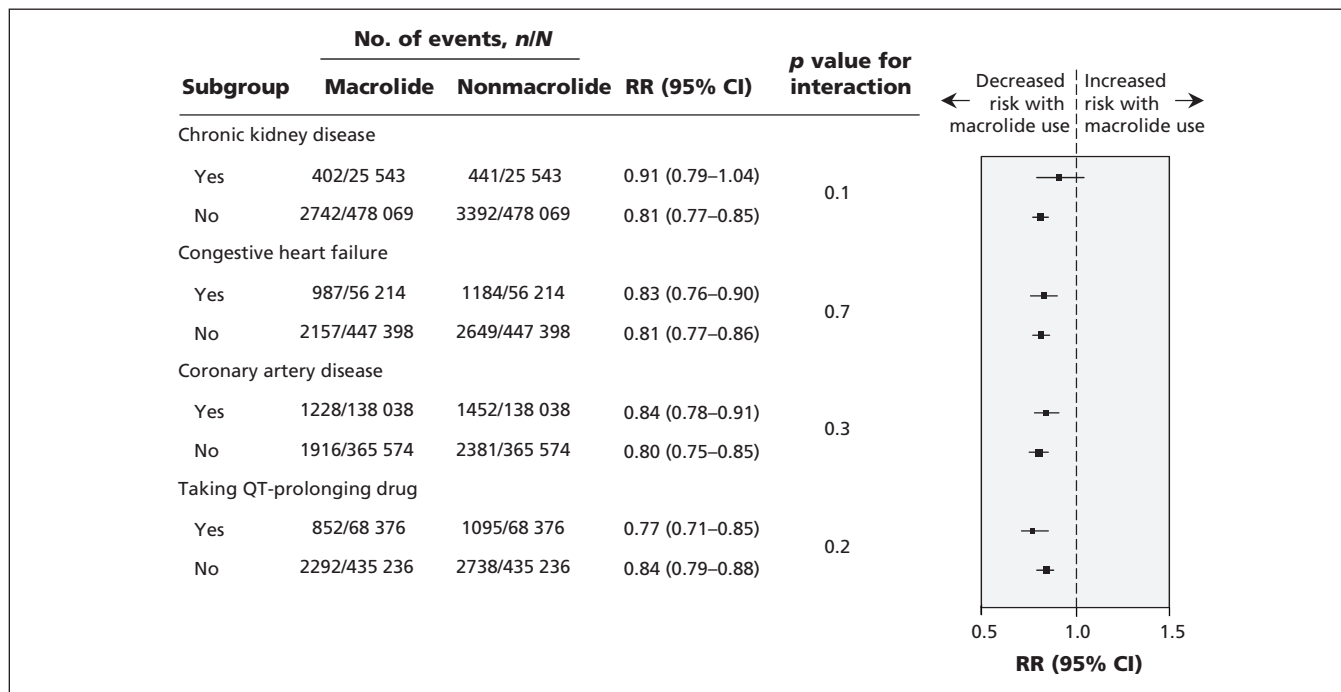 No. of events, n/N
Subgroup Macrolide Nonmacrolide RR (95% CI) p value for interaction
Decreased risk with macrolide use
Increased risk with macrolide use
Chronic kidney disease
Yes 402/25 543 441/25 543 0.91 (0.79–1.04)
0.1
No 2742/478 069 3392/478 069 0.81 (0.77–0.85)
Congestive heart failure
Yes 987/56 214 1184/56 214 0.83 (0.76–0.90)
0.7
No 2157/447 398 2649/447 398 0.81 (0.77–0.86)
Coronary artery disease
Yes 1228/138 038 1452/138 038 0.84 (0.78–0.91)
0.3
No 1916/365 574 2381/365 574 0.80 (0.75–0.85)
Taking QT-prolonging drug
Yes 852/68 376 1095/68 376 0.77 (0.71–0.85)
0.2
No 2292/435 236 2738/435 236 0.84 (0.79–0.88)
0.5 1.0 1.5
RR (95% CI)